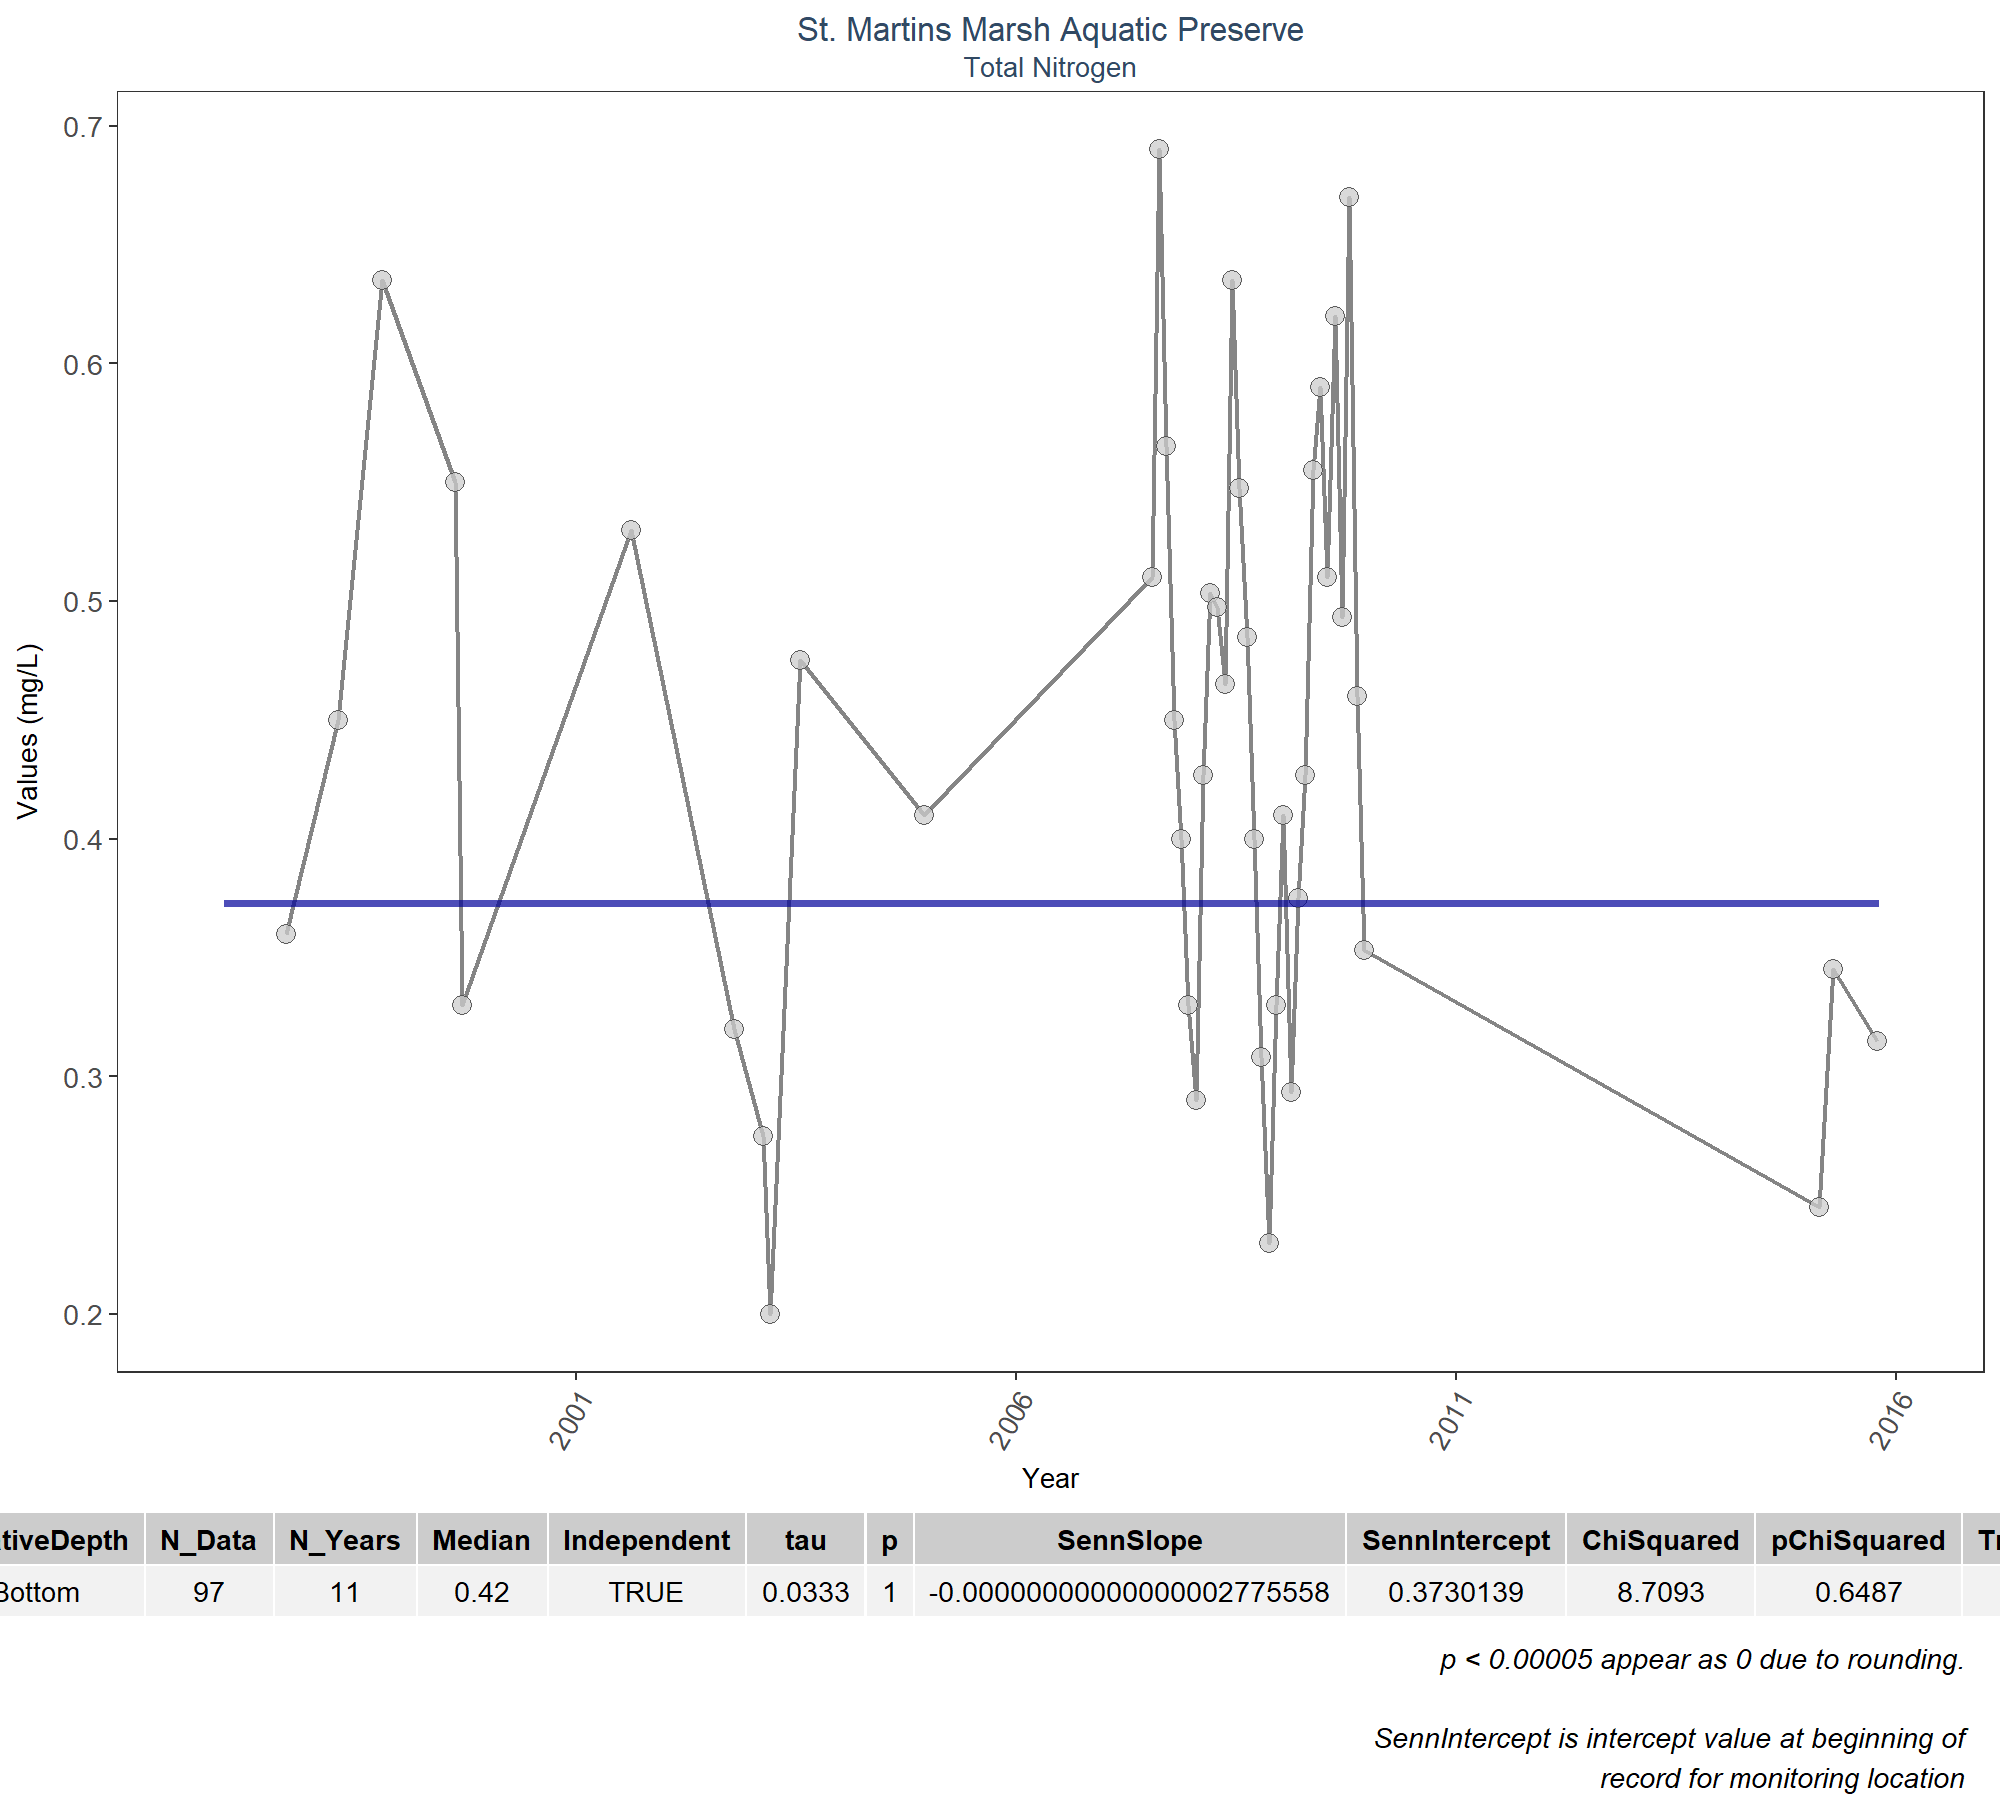 St. Martins Marsh Aquatic Preserve
Total Nitrogen
0.7
0.6
0.5
0.4
0.3
0.2
Values (mg/L)
2001
2006
2011
2016
Year
tiveDepth N_Data N_Years Median Independent tau p SennSlope SennIntercept ChiSquared pChiSquared
Bottom 97 11 0.42 TRUE 0.0333 1 -0.00000000000000002775558 0.3730139 8.7093 0.6487
p < 0.00005 appear as 0 due to rounding.
SennIntercept is intercept value at beginning of
record for monitoring location